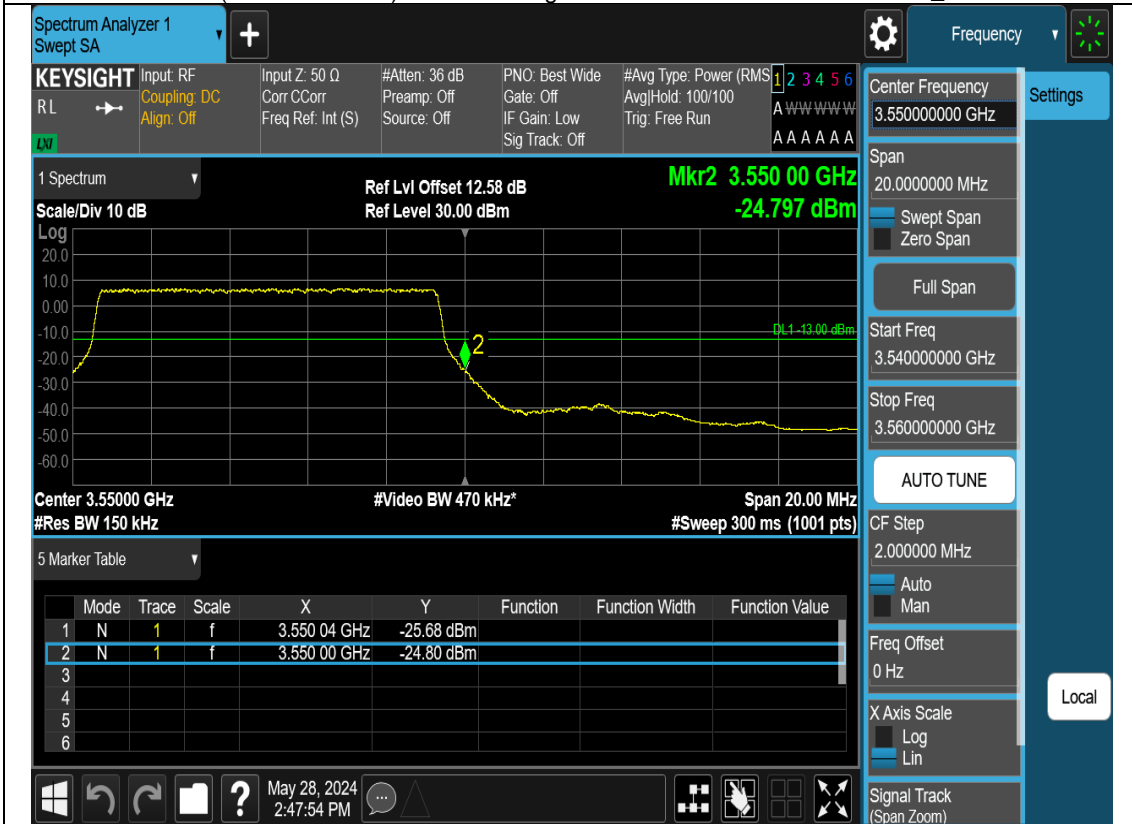 Spectrum Analyzer 1
Swept SA
+
Frequency
KEYSIGHT
R L
LXI
Input: RF
Coupling: DC
Align: Off
Input Z: 50 Ω
Corr CCorr
Freq Ref: Int (S)
#Atten: 36 dB
Preamp: Off
Source: Off
PNO: Best Wide
Gate: Off
IF Gain: Low
Sig Track: Off
#Avg Type: Power (RMS
Avg|Hold: 100/100
Trig: Free Run
1 2 3 4 5 6
A W W W W W
A A A A A A
1 Spectrum
Scale/Div 10 dB
Ref Lvl Offset 12.58 dB
Ref Level 30.00 dBm
Mkr2 3.550 00 GHz
-24.797 dBm
Log
20.0
10.0
0.00
-10.0
-20.0
-30.0
-40.0
-50.0
-60.0
DL1 -13.00 dBm
2
Center 3.55000 GHz
#Video BW 470 kHz*
Span 20.00 MHz
#Res BW 150 kHz
#Sweep 300 ms (1001 pts)
5 Marker Table
Mode Trace Scale X Y Function Function Width Function Value
1 N 1 f 3.550 04 GHz -25.68 dBm
2 N 1 f 3.550 00 GHz -24.80 dBm
3
4
5
6
?
May 28, 2024
2:47:54 PM
Center Frequency
3.550000000 GHz
Span
20.0000000 MHz
Swept Span
Zero Span
Full Span
Start Freq
3.540000000 GHz
Stop Freq
3.560000000 GHz
AUTO TUNE
CF Step
2.000000 MHz
Auto
Man
Freq Offset
0 Hz
X Axis Scale
Log
Lin
Signal Track
(Span Zoom)
Settings
Local